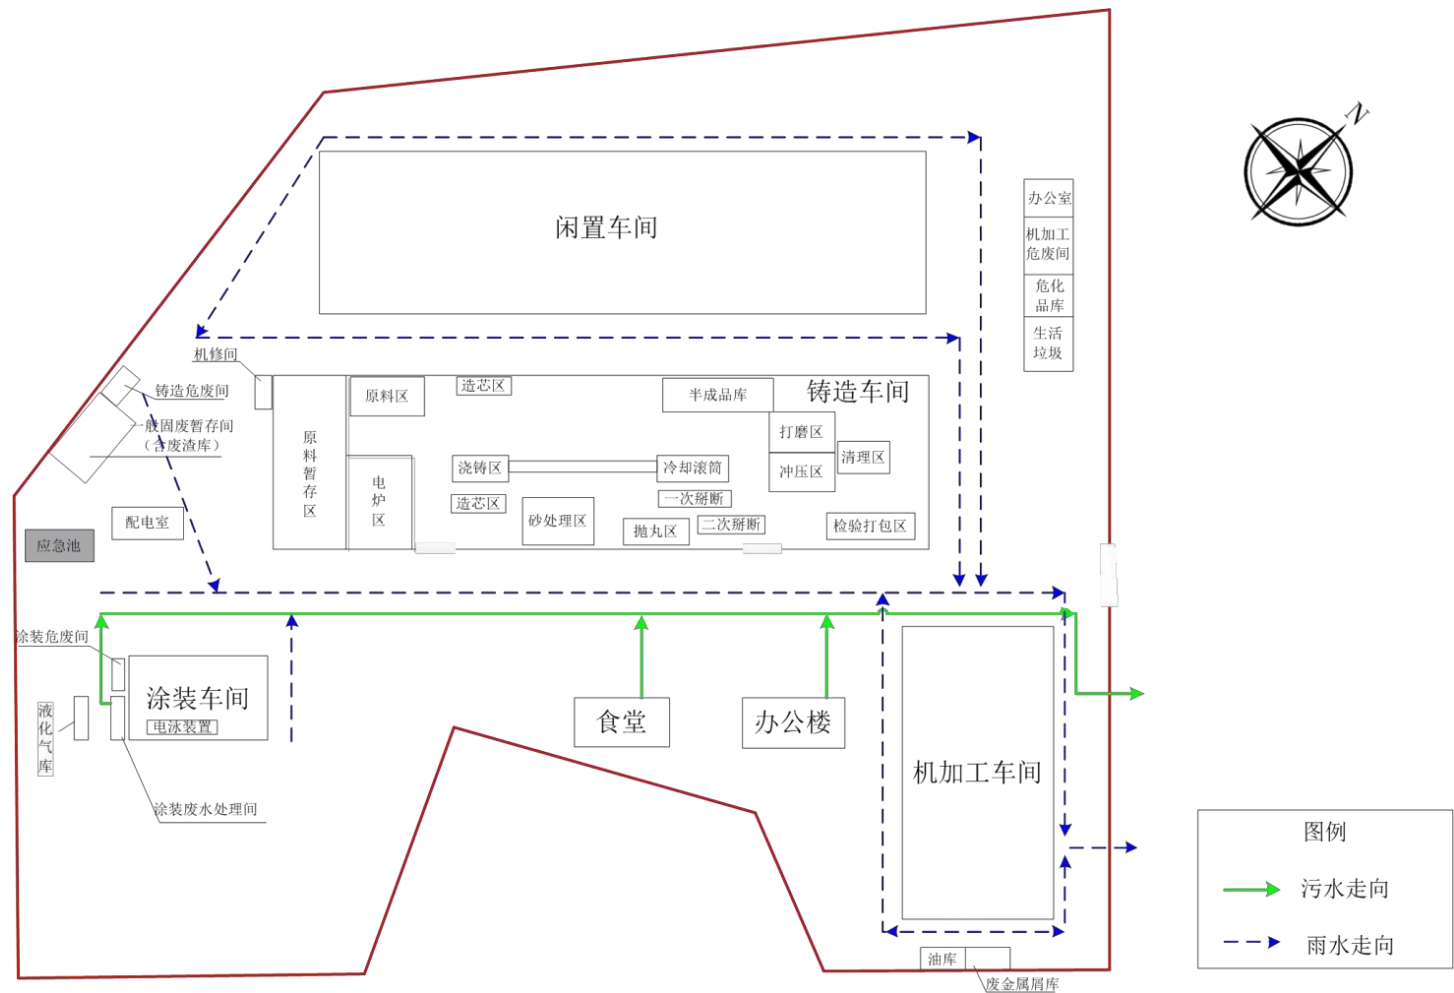 N
办公室
机加工
危废间
危化
品库
生活
垃圾
闲置车间
机修间
铸造危废间
一般固废暂存间
（含废渣库）
配电室
应急池
铸造车间
原料暂存区
原料区
造芯区
半成品库
打磨区
冲压区
清理区
电炉区
浇铸区
冷却滚筒
造芯区
砂处理区
一次掰断
二次掰断
抛丸区
检验打包区
涂装危废间
涂装车间
电泳装置
液化气库
涂装废水处理间
食堂
办公楼
机加工车间
油库
废金属屑库
图例
污水走向
雨水走向